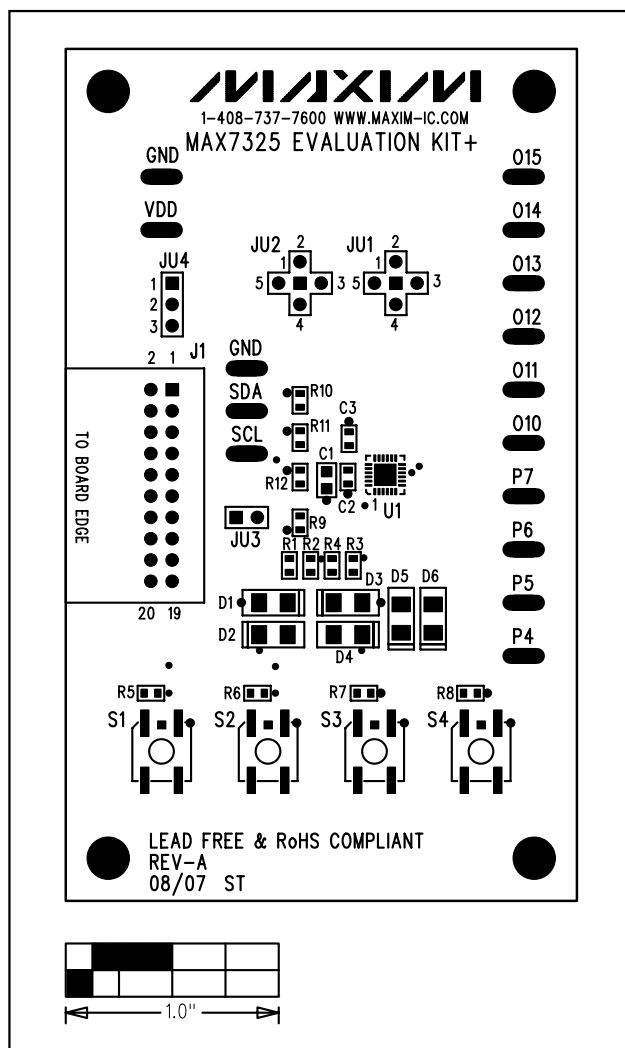 MAXIM
1-408-737-7600 WWW.MAXIM-IC.COM
MAX7325 EVALUATION KIT+
GND
O15
VDD
O14
JU4
1
2
3
JU2
1
2
3
4
5
JU1
1
2
3
4
5
O13
O12
J1
2 1
GND
SDA
SCL
O11
O10
R10
R11
C3
R12
C1
C2
1
U1
P7
TO BOARD EDGE
JU3
R9
P6
R1 R2 R4 R3
20 19
D1
D3
D5
D6
P5
D2
D4
P4
R5
R6
R7
R8
S1
S2
S3
S4
LEAD FREE & RoHS COMPLIANT
REV-A
08/07 ST
1.0"